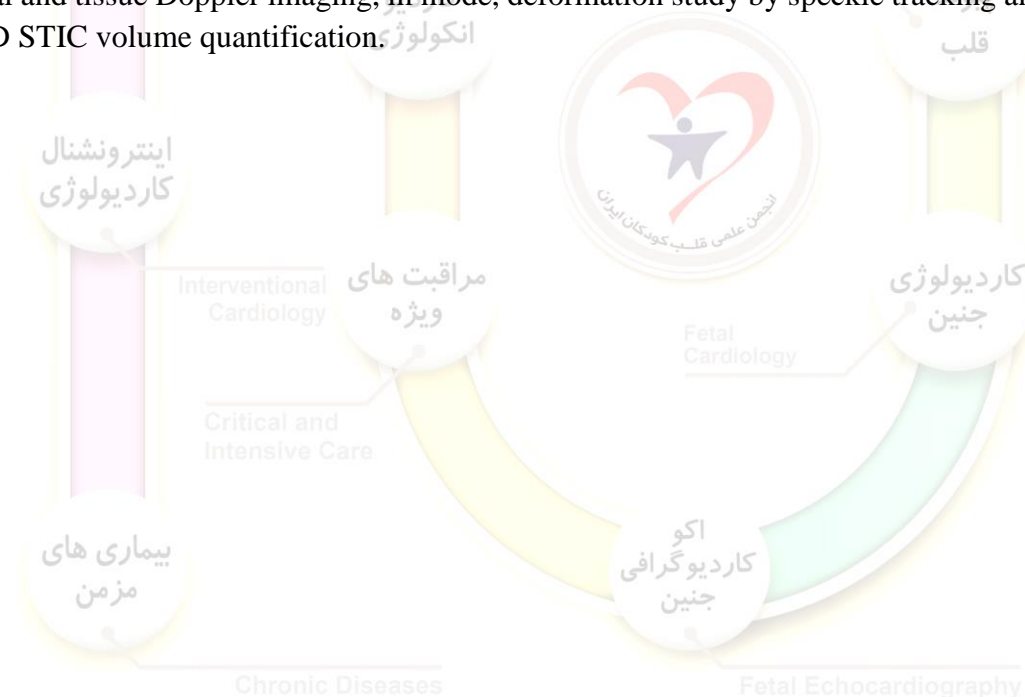 al and tissue Doppler imaging, m mode, deformation study by speckle tracking
D STIC volume quantification.
انکولوژی
قلب
اینترونشنال
کاردیولوژی
انجمن علمی قلب کودکان ایران
Interventional
Cardiology
مراقبت های
ویژه
Fetal
Cardiology
کاردیولوژی
جنین
Critical and
Intensive Care
بیماری های
مزمن
اکو
کاردیوگرافی
جنین
Chronic Diseases
Fetal Echocardiography